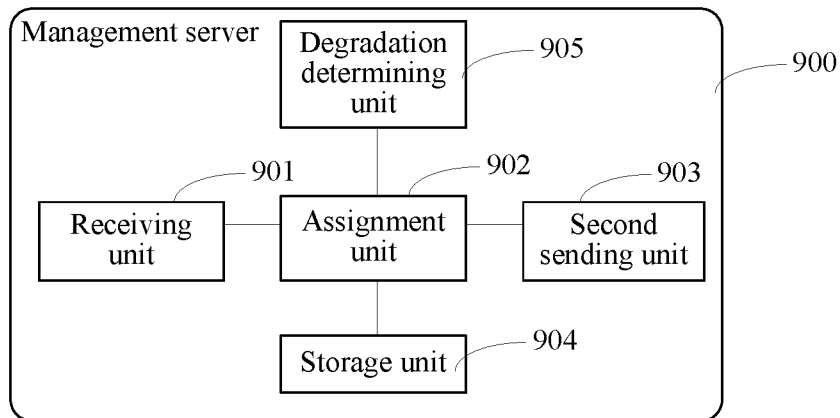 Management server
Degradation
determining
unit
905
900
901
902
903
Receiving
unit
Assignment
unit
Second
sending unit
Storage unit
904